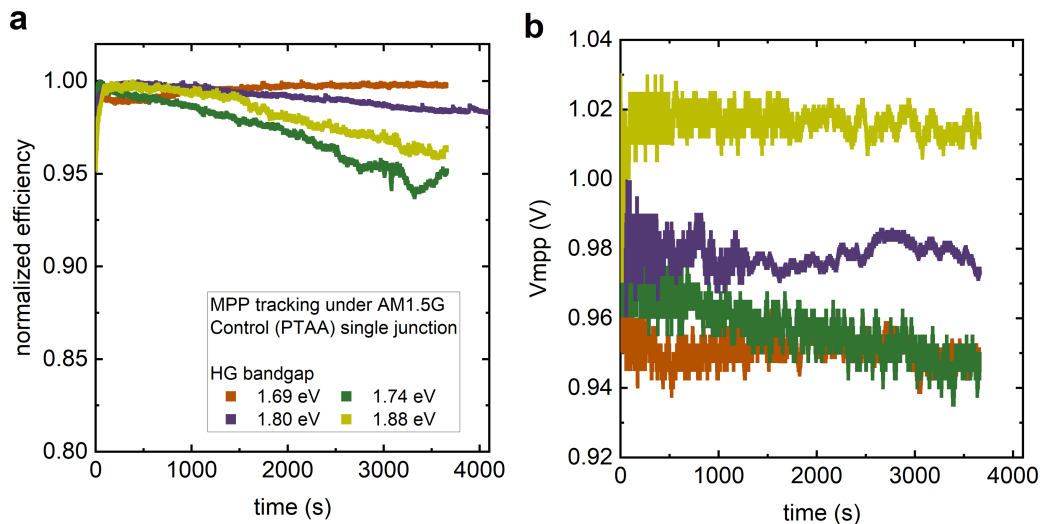 a
normalized efficiency
1.00
0.95
0.90
0.85
0.80
MPP tracking under AM1.5G
Control (PTAA) single junction
HG bandgap
1.69 eV
1.74 eV
1.80 eV
1.88 eV
0
1000
2000
3000
4000
time (s)
b
Vmpp (V)
1.04
1.02
1.00
0.98
0.96
0.94
0.92
0
1000
2000
3000
4000
time (s)